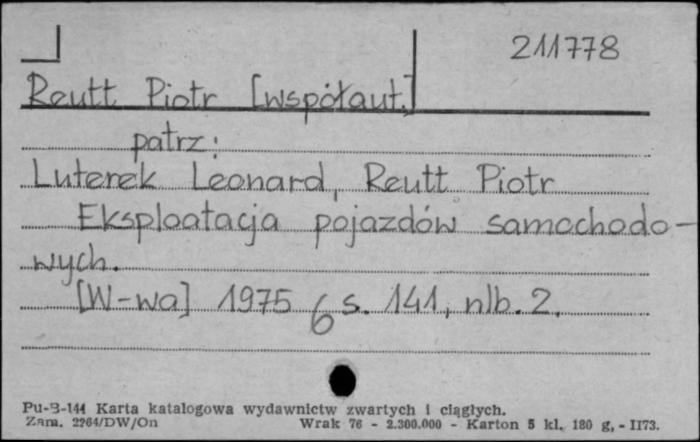 211778
Reutt Piotr [współaut.]
patrz:
Luterek Leonard, Reutt Piotr
Eksploatacja pojazdów samochodo-
wych.
[W-wa] 1975 6 s. 141, nlb. 2.
Pu-B-144 Karta katalogowa wydawnictw zwartych i ciągłych.
Zam. 2264/DW/On Wrak 76 - 2.300.000 - Karton 5 kl. 180 g. - II73.